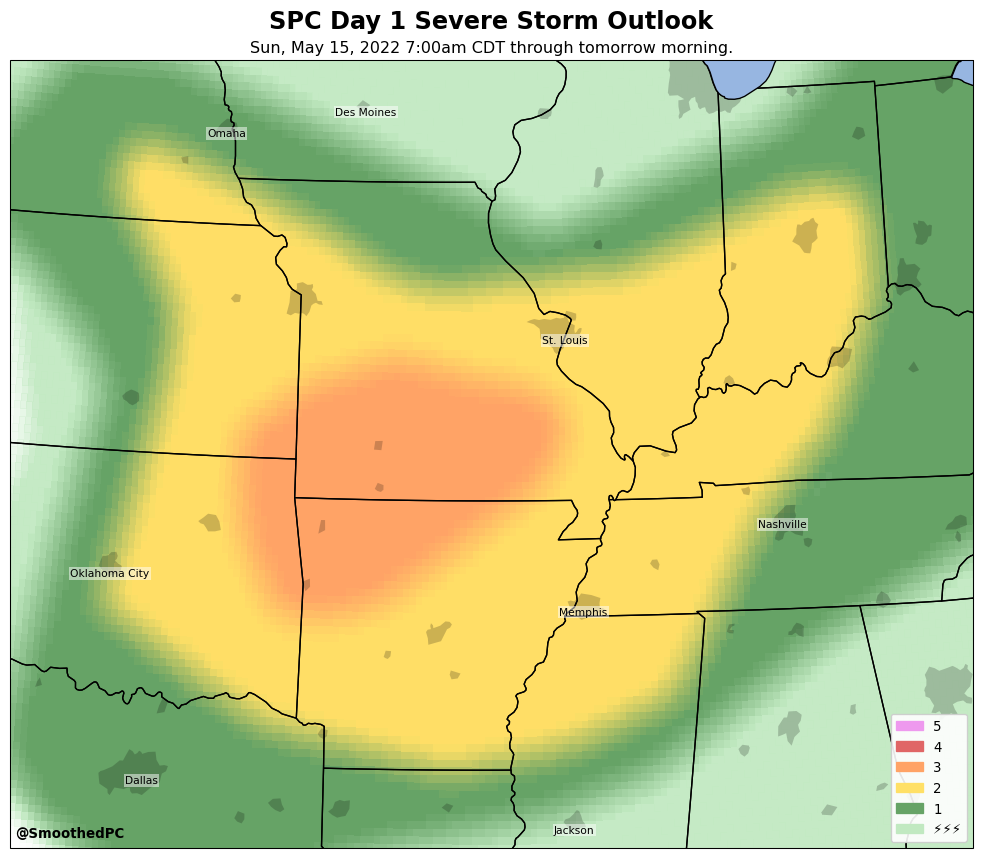 SPC Day 1 Severe Storm Outlook
Sun, May 15, 2022 7:00am CDT through tomorrow morning.
Des Moines
Omaha
St. Louis
Nashville
Oklahoma City
Memphis
Dallas
Jackson
5
4
3
2
1
⚡⚡⚡
@SmoothedPC